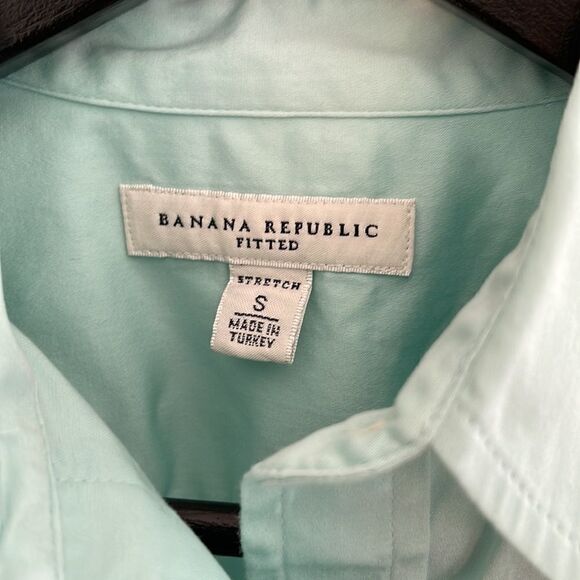 BANANA REPUBLIC
FITTED
STRETCH
S
MADE IN
TURKEY